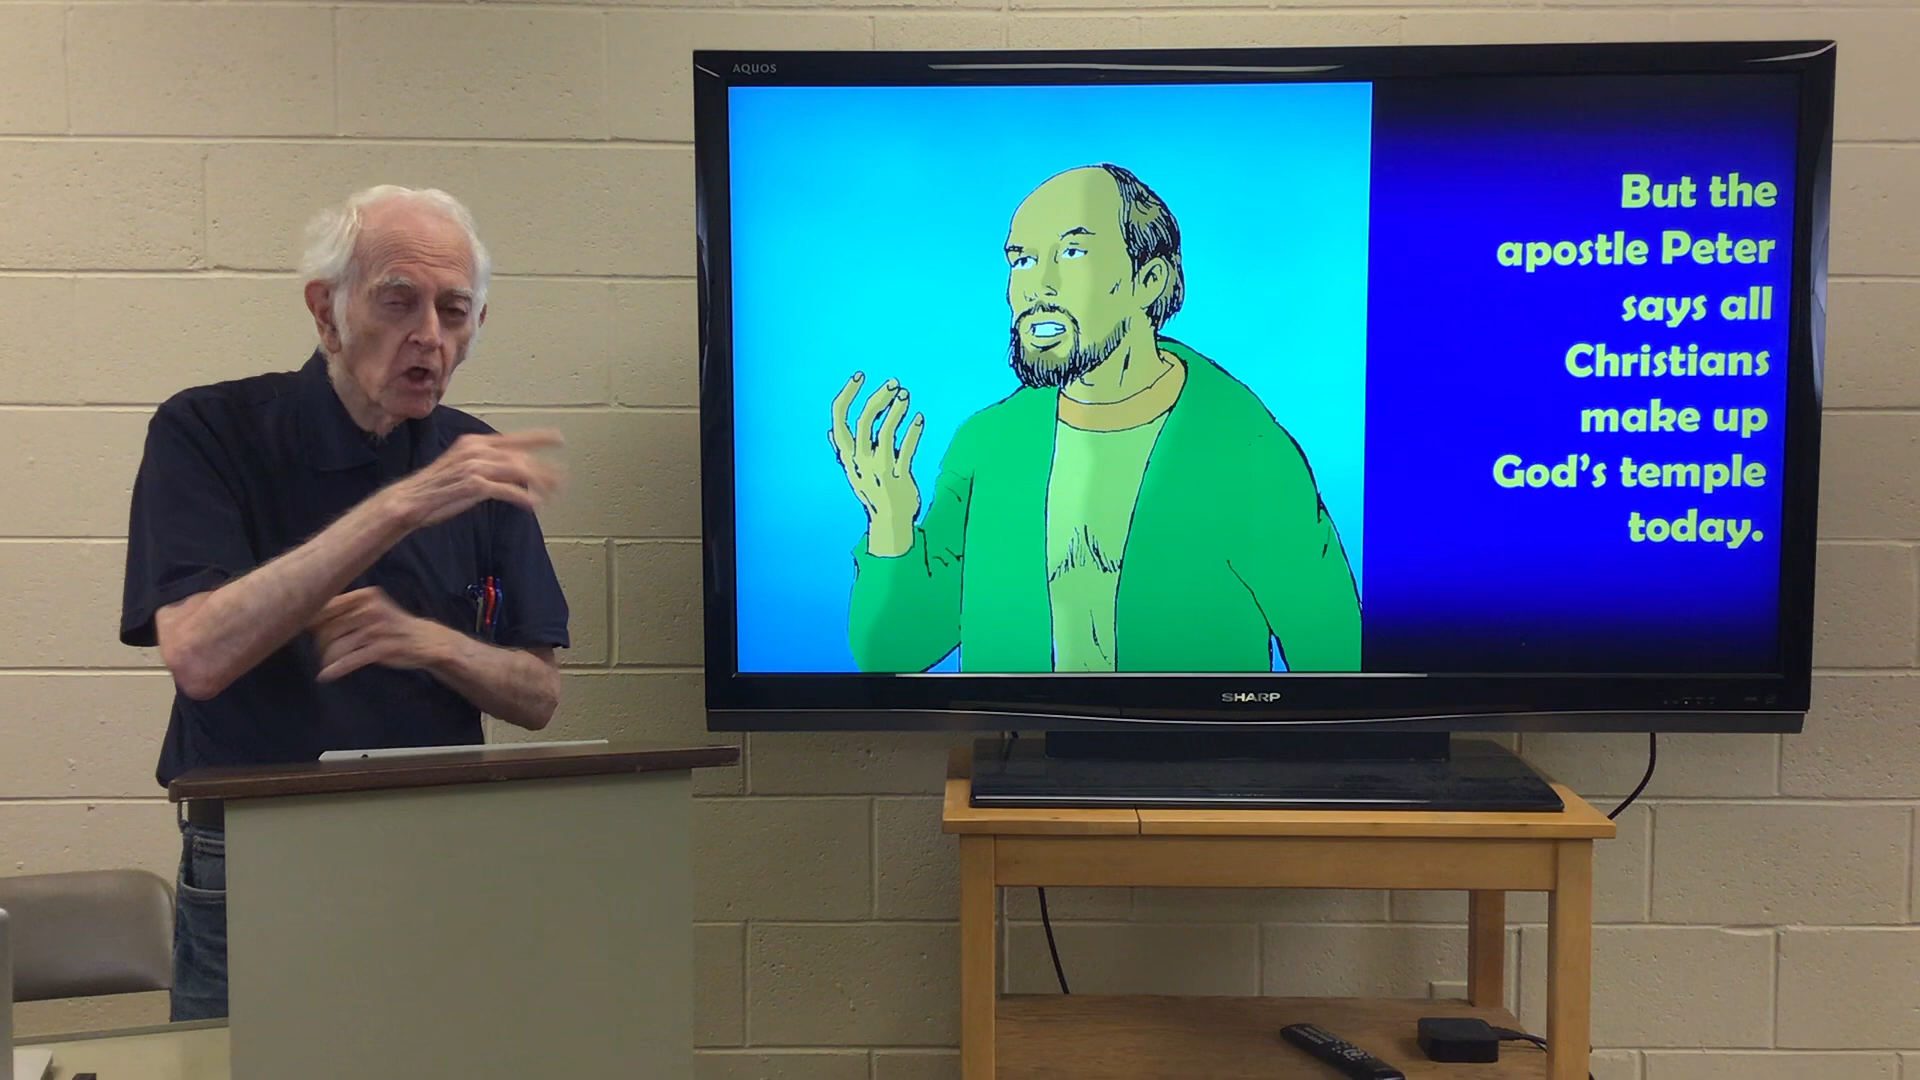 AQUOS
But the
apostle Peter
says all
Christians
make up
God's temple
today.
SHARP